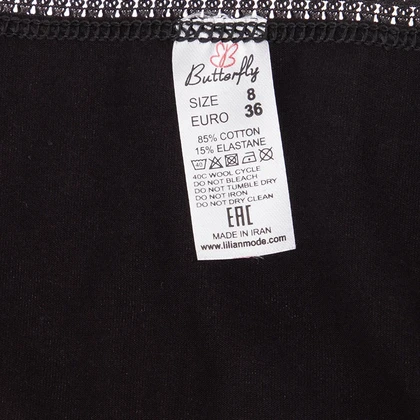 Butterfly
SIZE 8
EURO 36
85% COTTON
15% ELASTANE
40
40C WOOL CYCLE
DO NOT BLEACH
DO NOT TUMBLE DRY
DO NOT IRON
DO NOT DRY CLEAN
EAC
MADE IN IRAN
www.lilianmode.com